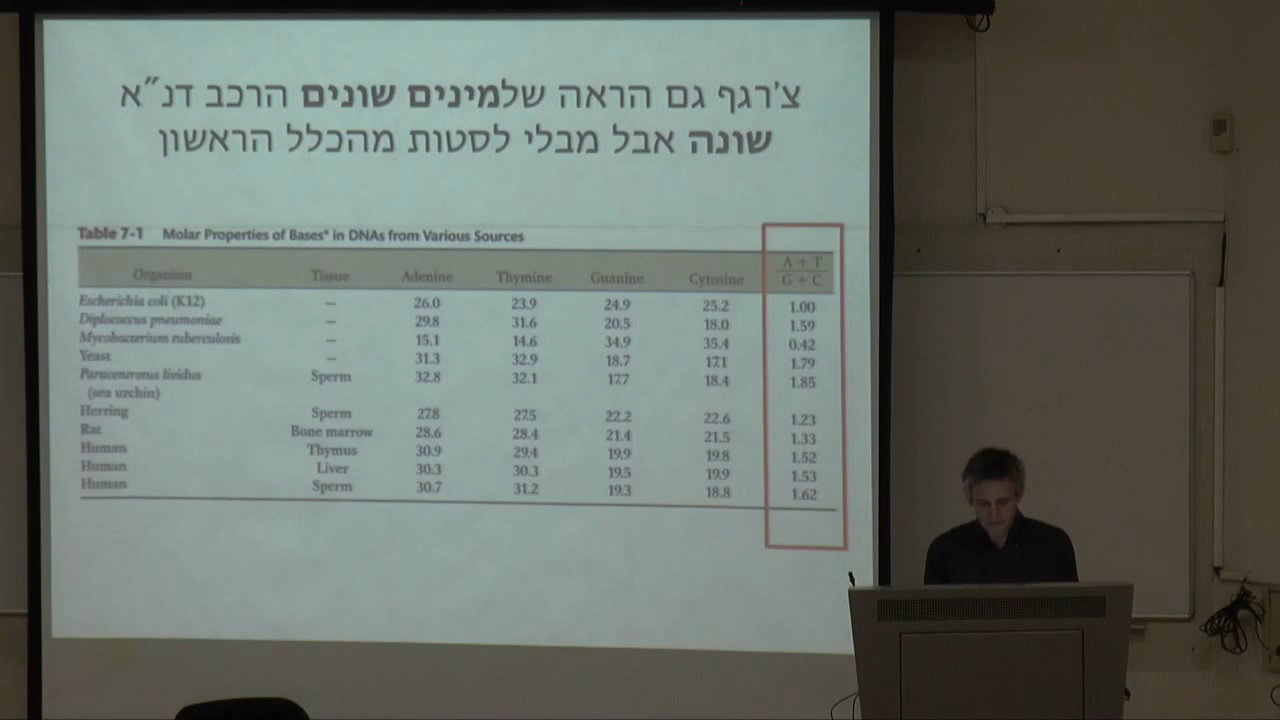 צ'רגף גם הראה שלמינים שונים הרכב דנ״א
שונה אבל מבלי לסטות מהכלל הראשון
Table 7-1 Molar Properties of Bases* in DNAs from Various Sources
Organism Tissue Adenine Thymine Guanine Cytosine A + T
G + C
Escherichia coli (K12) – 26.0 23.9 24.9 25.2 1.00
Diplococcus pneumoniae – 29.8 31.6 20.5 18.0 1.59
Mycobacterium tuberculosis – 15.1 14.6 34.9 35.4 0.42
Yeast – 31.3 32.9 18.7 17.1 1.79
Paracentrotus lividus Sperm 32.8 32.1 17.7 18.4 1.85
(sea urchin)
Herring Sperm 27.8 27.5 22.2 22.6 1.23
Rat Bone marrow 28.6 28.4 21.4 21.5 1.33
Human Thymus 30.9 29.4 19.9 19.8 1.52
Human Liver 30.3 30.3 19.5 19.9 1.53
Human Sperm 30.7 31.2 19.3 18.8 1.62